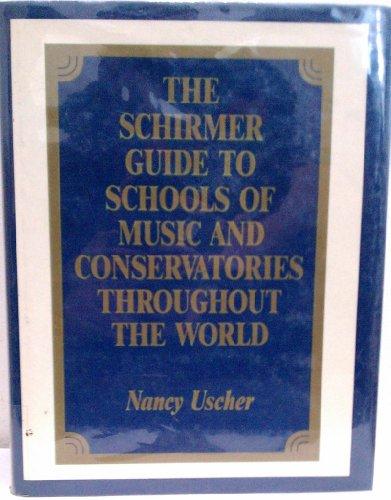 THE
SCHIRMER
GUIDE TO
SCHOOLS OF
MUSIC AND
CONSERVATORIES
THROUGHOUT
THE WORLD
Nancy Uscher